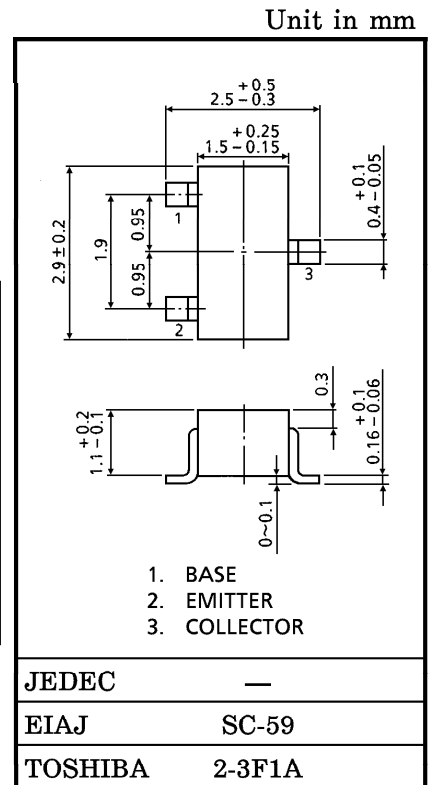 Unit in mm
+0.5
2.5-0.3
+0.25
1.5-0.15
2.9±0.2
1.9
0.95
0.95
1
2
3
+0.1
0.4-0.05
+0.2
1.1-0.1
0.3
+0.1
0.16-0.06
0~0.1
1. BASE
2. EMITTER
3. COLLECTOR
JEDEC —
EIAJ SC-59
TOSHIBA 2-3F1A